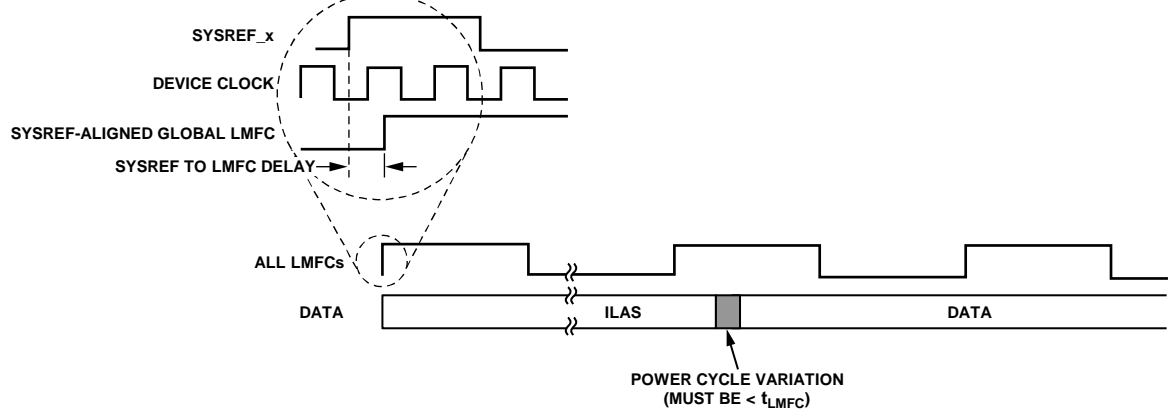 SYSREF_x
DEVICE CLOCK
SYSREF-ALIGNED GLOBAL LMFC
SYSREF TO LMFC DELAY
ALL LMFCs
DATA
ILAS
DATA
POWER CYCLE VARIATION
(MUST BE < tLMFC)